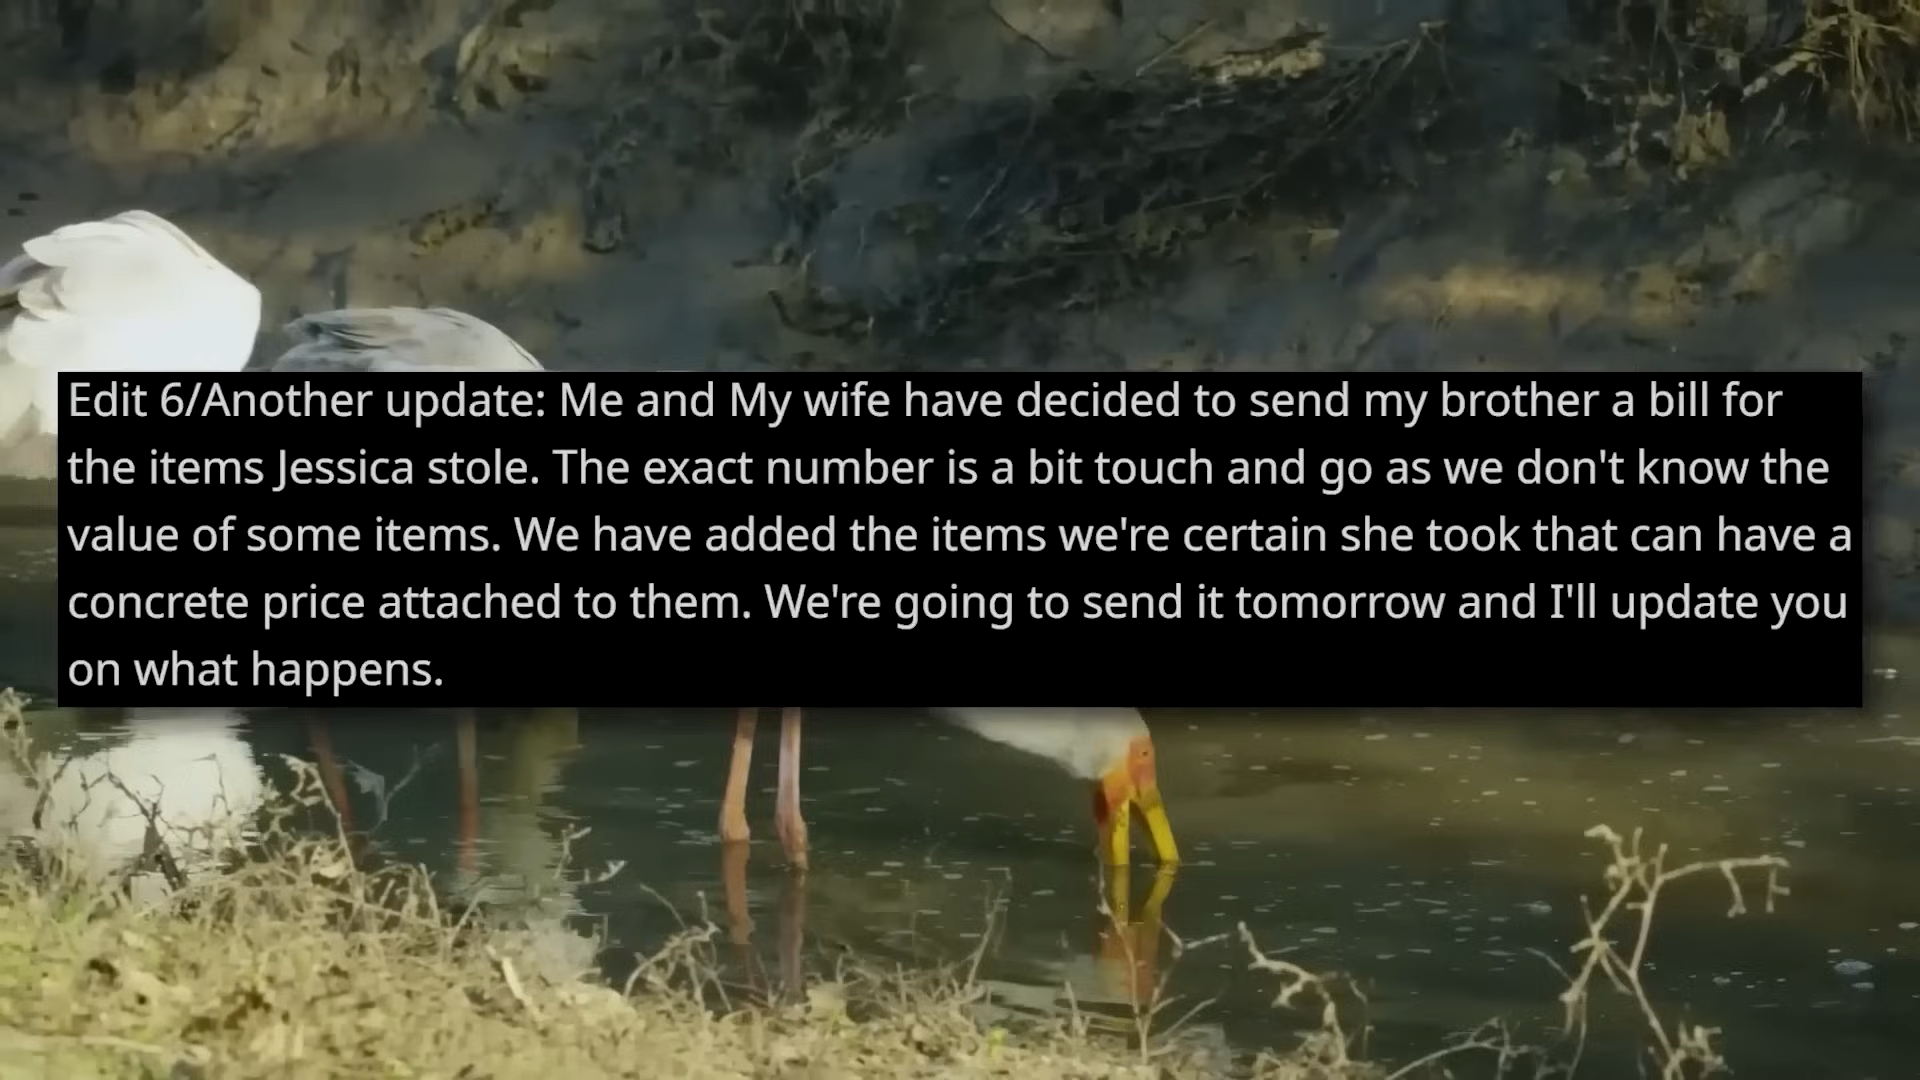 Edit 6/Another update: Me and My wife have decided to send my brother a bill for
the items Jessica stole. The exact number is a bit touch and go as we don't know the
value of some items. We have added the items we're certain she took that can have a
concrete price attached to them. We're going to send it tomorrow and I'll update you
on what happens.